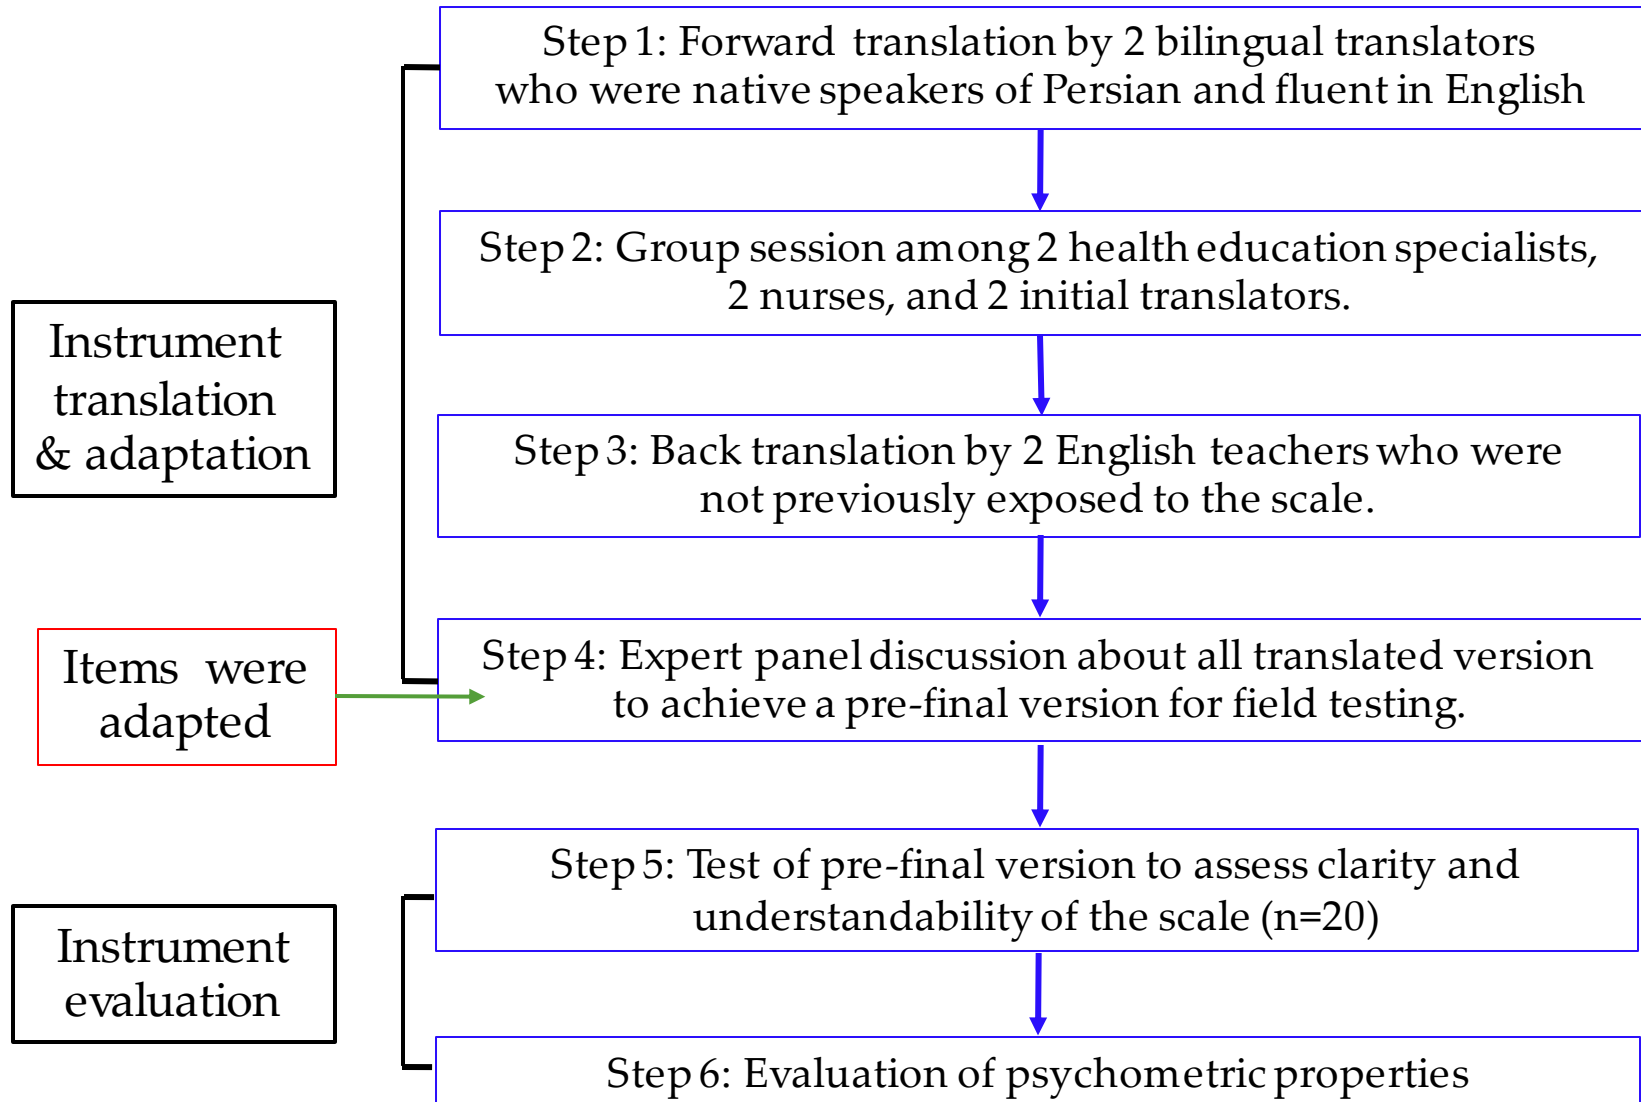 Step 1: Forward translation by 2 bilingual translators
who were native speakers of Persian and fluent in English
Step 2: Group session among 2 health education specialists,
2 nurses, and 2 initial translators.
Instrument
translation
& adaptation
Step 3: Back translation by 2 English teachers who were
not previously exposed to the scale.
Items were
adapted
Step 4: Expert panel discussion about all translated version
to achieve a pre-final version for field testing.
Step 5: Test of pre-final version to assess clarity and
understandability of the scale (n=20)
Instrument
evaluation
Step 6: Evaluation of psychometric properties